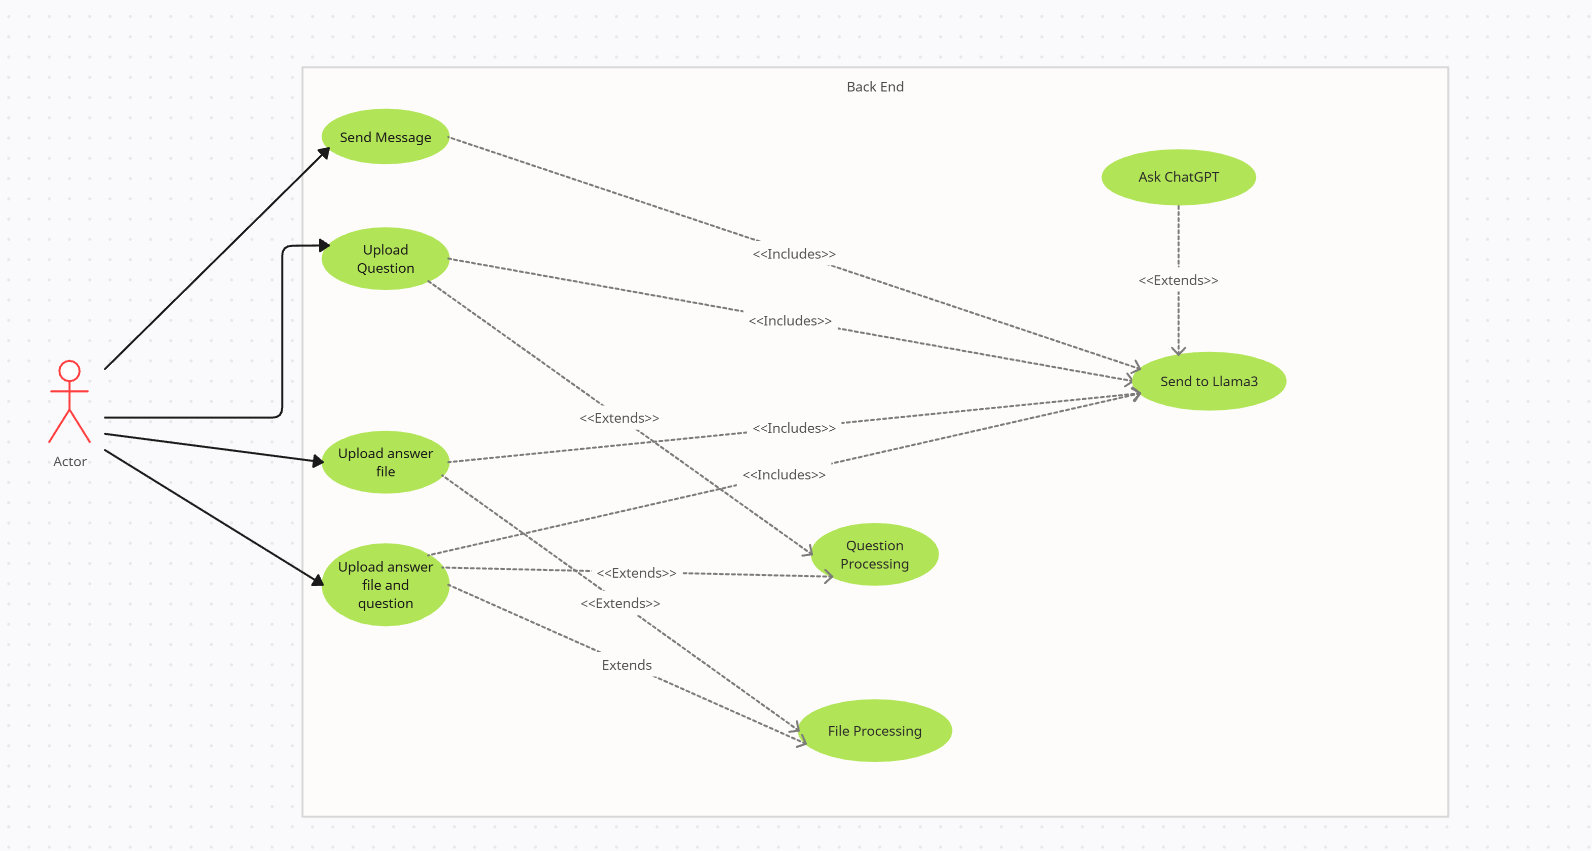 Back End
Send Message
Ask ChatGPT
Upload
Question
<<Includes>>
<<Extends>>
<<Includes>>
Send to Llama3
<<Extends>>
<<Includes>>
Actor
Upload answer
file
<<Includes>>
Question
Processing
Upload answer
file and
question
<<Extends>>
<<Extends>>
Extends
File Processing